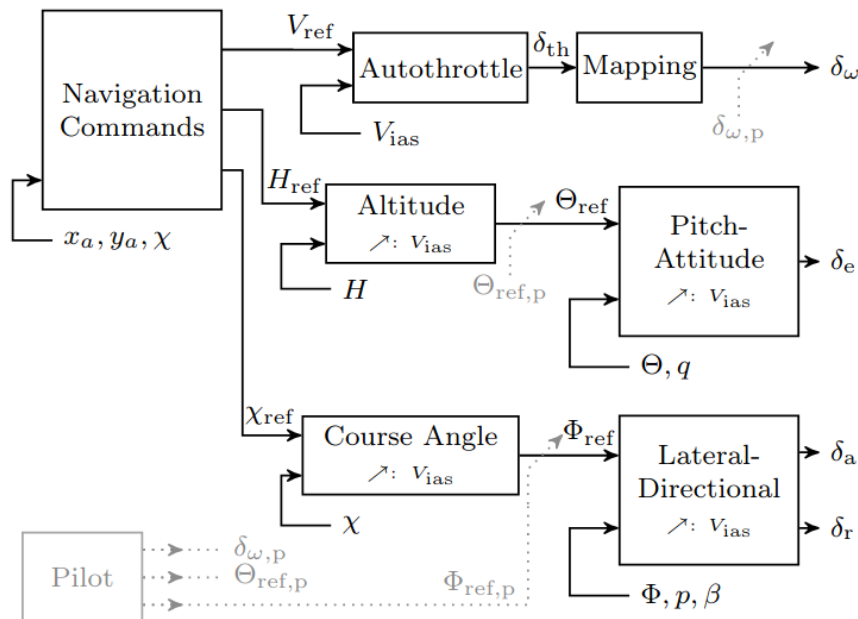 Navigation
Commands
x_a, y_a, χ
V_ref
Autothrottle
V_ias
δ_th
Mapping
δ_ω,p
δ_ω
H_ref
Altitude
↗: V_ias
H
Θ_ref
Θ_ref,p
Pitch-
Attitude
↗: V_ias
Θ, q
δ_e
χ_ref
Course Angle
↗: V_ias
χ
Φ_ref
Φ_ref,p
Lateral-
Directional
↗: V_ias
Φ, p, β
δ_a
δ_r
Pilot
δ_ω,p
Θ_ref,p